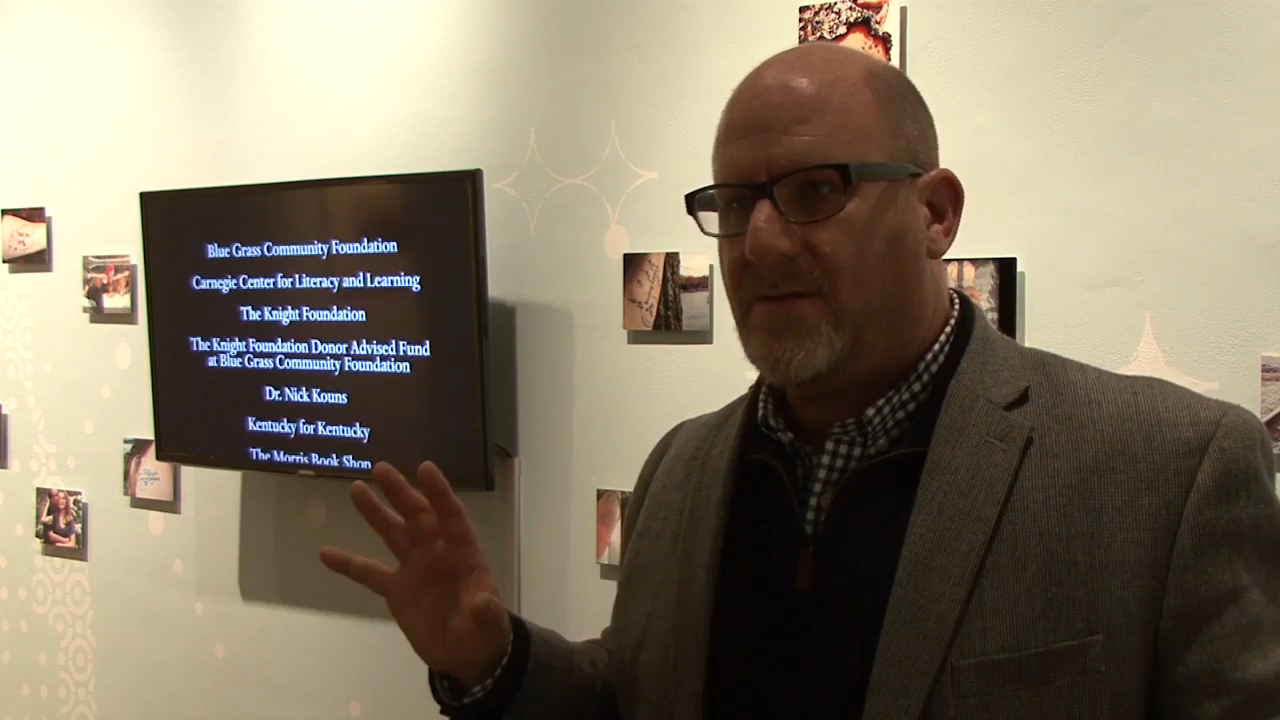 Blue Grass Community Foundation
Carnegie Center for Literacy and Learning
The Knight Foundation
The Knight Foundation Donor Advised Fund
at Blue Grass Community Foundation
Dr. Nick Kouns
Kentucky for Kentucky
The Morris Book Shop